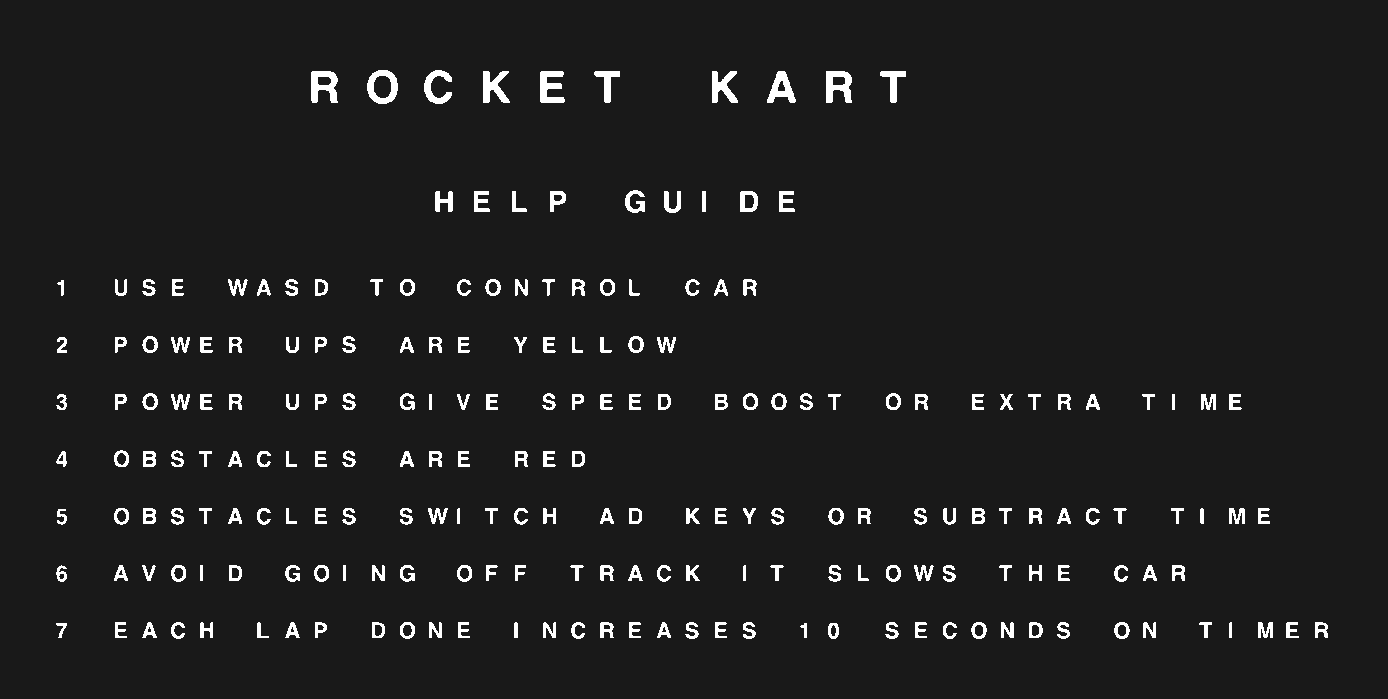 ROCKET KART
HELP GUIDE
1 USE WASD TO CONTROL CAR
2 POWER UPS ARE YELLOW
3 POWER UPS GIVE SPEED BOOST OR EXTRA TIME
4 OBSTACLES ARE RED
5 OBSTACLES SWITCH AD KEYS OR SUBTRACT TIME
6 AVOID GOING OFF TRACK IT SLOWS THE CAR
7 EACH LAP DONE INCREASES 10 SECONDS ON TIMER